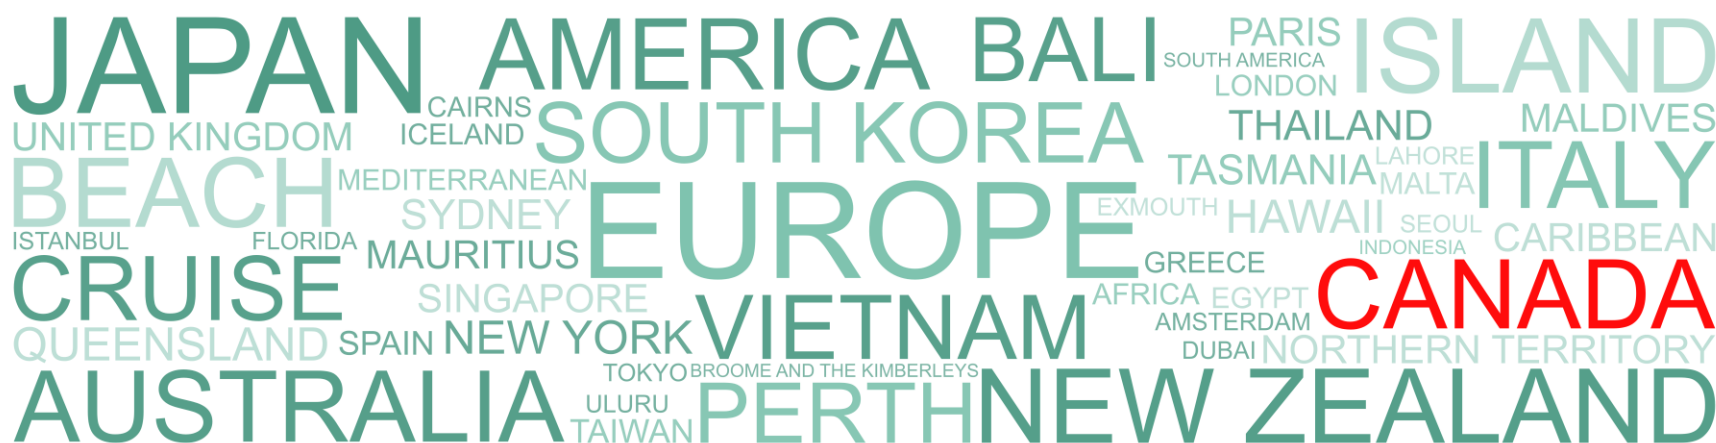 JAPAN
AMERICA
BALI
PARIS
ISLAND
SOUTH AMERICA
LONDON
CAIRNS
SOUTH KOREA
THAILAND
MALDIVES
UNITED KINGDOM
ICELAND
BEACH
MEDITERRANEAN
EUROPE
TASMANIA
LAHORE
MALTA
ITALY
SYDNEY
EXMOUTH
HAWAII
SEOUL
CARIBBEAN
ISTANBUL
FLORIDA
MAURITIUS
INDONESIA
GREECE
CRUISE
CANADA
SINGAPORE
VIETNAM
AFRICA
EGYPT
AMSTERDAM
QUEENSLAND
SPAIN
NEW YORK
DUBAI
NORTHERN TERRITORY
TOKYO
BROOME AND THE KIMBERLEYS
AUSTRALIA
ULURU
TAIWAN
PERTH
NEW ZEALAND